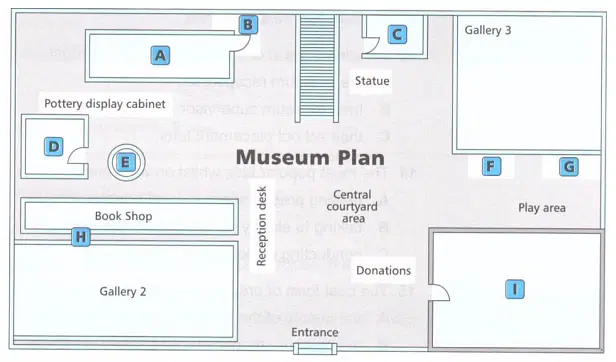 B
C
Gallery 3
A
Statue
Pottery display cabinet
D
E
Museum Plan
F
G
Reception desk
Central
courtyard
area
Play area
Book Shop
H
Donations
I
Gallery 2
Entrance